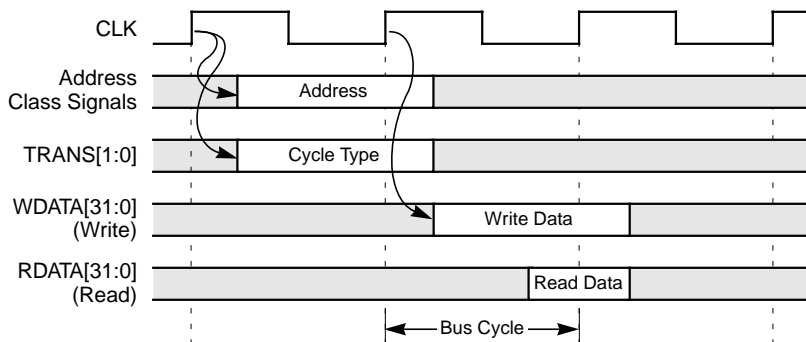 CLK
Address
Class Signals
Address
TRANS[1:0]
Cycle Type
WDATA[31:0]
(Write)
Write Data
RDATA[31:0]
(Read)
Read Data
Bus Cycle